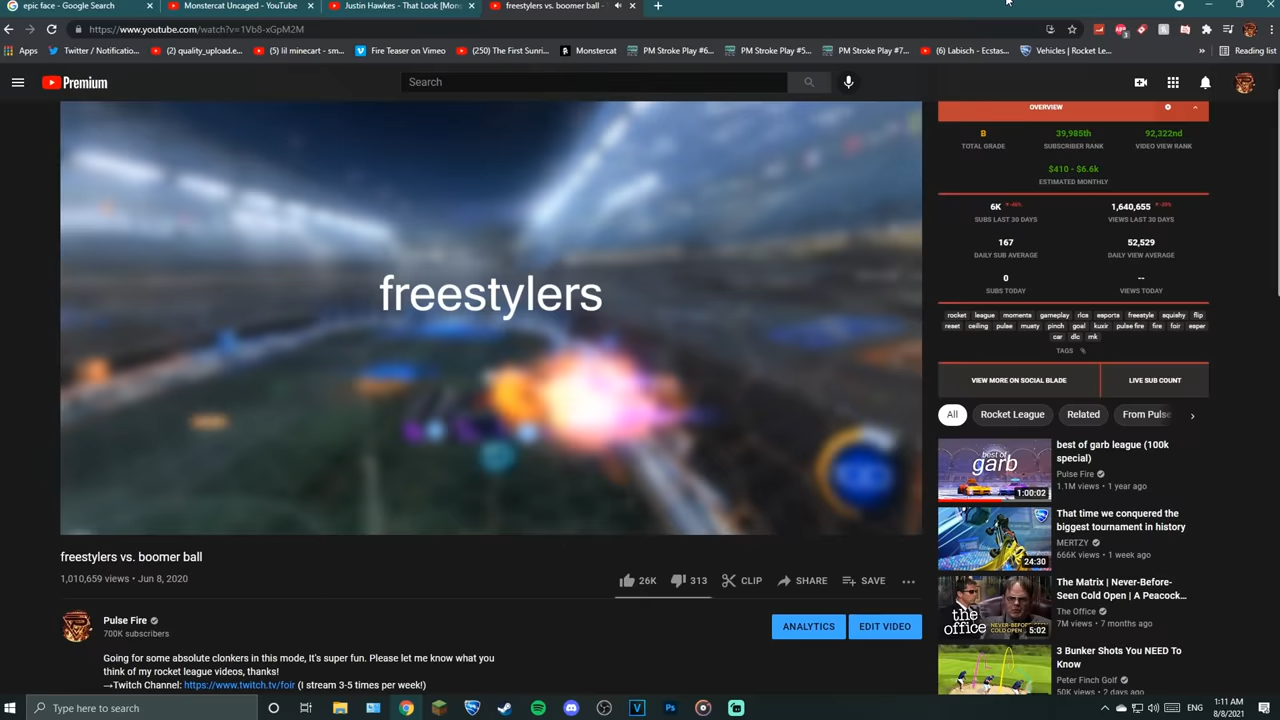 epic face - Google Search
Monstercat Uncaged - YouTube
Justin Hawkes - That Look [Mon
freestylers vs. boomer ball -
https://www.youtube.com/watch?v=1Vb8-xGpM2M
Apps
Twitter / Notificatio...
(2) quality_upload.e...
(5) lil minecart - sm...
Fire Teaser on Vimeo
(250) The First Sunri...
Monstercat
PM Stroke Play #6...
PM Stroke Play #5...
PM Stroke Play #7...
(6) Labisch - Ecstas...
Vehicles | Rocket Le...
Reading list
Premium
Search
OVERVIEW
B
39,985th
92,322nd
TOTAL GRADE
SUBSCRIBER RANK
VIDEO VIEW RANK
$410 - $6.6k
ESTIMATED MONTHLY
6K
1,640,655
SUBS LAST 30 DAYS
VIEWS LAST 30 DAYS
167
52,529
DAILY SUB AVERAGE
DAILY VIEW AVERAGE
0
--
SUBS TODAY
VIEWS TODAY
rocket league moments gameplay rlcs esports freestyle squishy flip
reset ceiling pulse musty pinch goal kuxir pulse fire fire foir esper
car dlc mk
TAGS
VIEW MORE ON SOCIAL BLADE
LIVE SUB COUNT
All
Rocket League
Related
From Pulse
freestylers
best of
garb
1:00:02
best of garb league (100k
special)
Pulse Fire
1.1M views • 1 year ago
24:30
That time we conquered the
biggest tournament in history
MERTZY
666K views • 1 week ago
the
office
NEVER-BEFORE
COLD OPEN
5:02
The Matrix | Never-Before-
Seen Cold Open | A Peacock...
The Office
7M views • 7 months ago
3 Bunker Shots You NEED To
Know
Peter Finch Golf
50K views • 2 days ago
freestylers vs. boomer ball
1,010,659 views • Jun 8, 2020
26K
313
CLIP
SHARE
SAVE
Pulse Fire
700K subscribers
ANALYTICS
EDIT VIDEO
Going for some absolute clonkers in this mode, its super fun. Please let me know what you
think of my rocket league videos, thanks!
→Twitch Channel: https://www.twitch.tv/foir (I stream 3-5 times per week!)
Type here to search
ENG
1:11 AM
8/8/2021